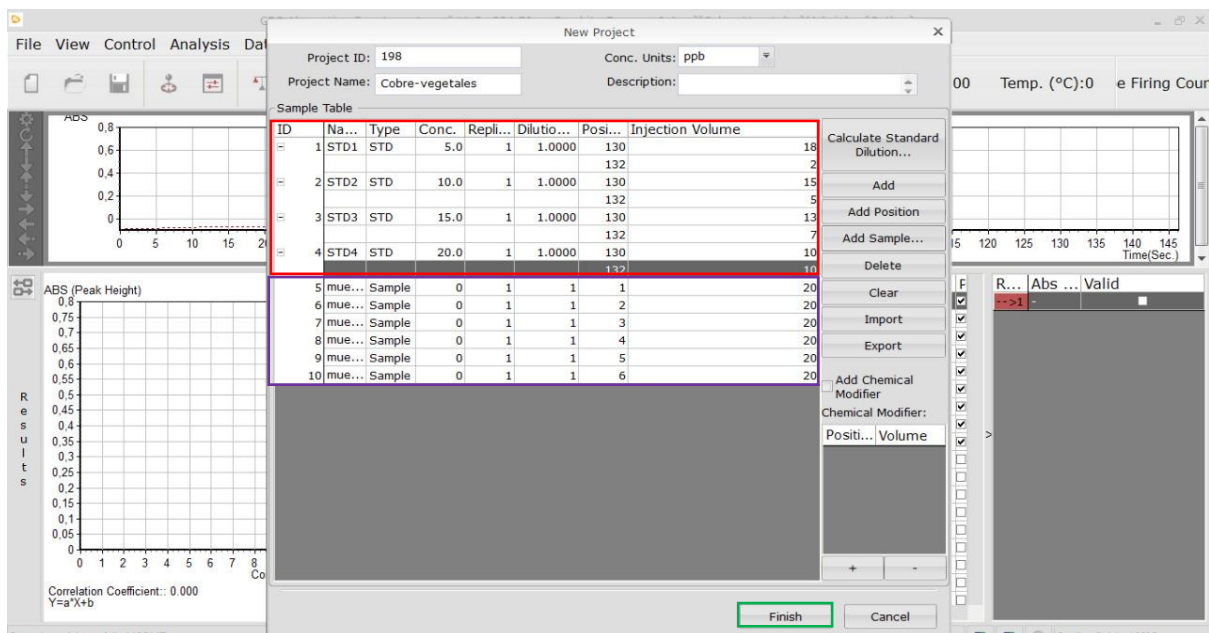 New Project
File View Control Analysis Dat
Project ID: 198 Conc. Units: ppb
Project Name: Cobre-vegetales Description:
00 Temp. (°C):0 e Firing Cour
Sample Table
ID Na... Type Conc. Repli... Dilutio... Posi... Injection Volume
1 STD1 STD 5.0 1 1.0000 130 18
132 2
2 STD2 STD 10.0 1 1.0000 130 15
132 5
3 STD3 STD 15.0 1 1.0000 130 13
132 7
4 STD4 STD 20.0 1 1.0000 130 10
132 10
5 mue... Sample 0 1 1 1 20
6 mue... Sample 0 1 1 2 20
7 mue... Sample 0 1 1 3 20
8 mue... Sample 0 1 1 4 20
9 mue... Sample 0 1 1 5 20
10 mue... Sample 0 1 1 6 20
Calculate Standard
Dilution...
Add
Add Position
Add Sample...
Delete
Clear
Import
Export
Add Chemical
Modifier
Chemical Modifier:
Positi... Volume
+ -
Finish Cancel
ABS
0,8
0,6
0,4
0,2
0
0 5 10 15 2
15 120 125 130 135 140 145
Time(Sec.)
ABS (Peak Height)
0,8
0,75
0,7
0,65
0,6
0,55
0,5
0,45
0,4
0,35
0,3
0,25
0,2
0,15
0,1
0,05
0
0 1 2 3 4 5 6 7 8
Co
Correlation Coefficient:: 0.000
Y=a*X+b
Results
R... Abs ... Valid
-->1 -
>